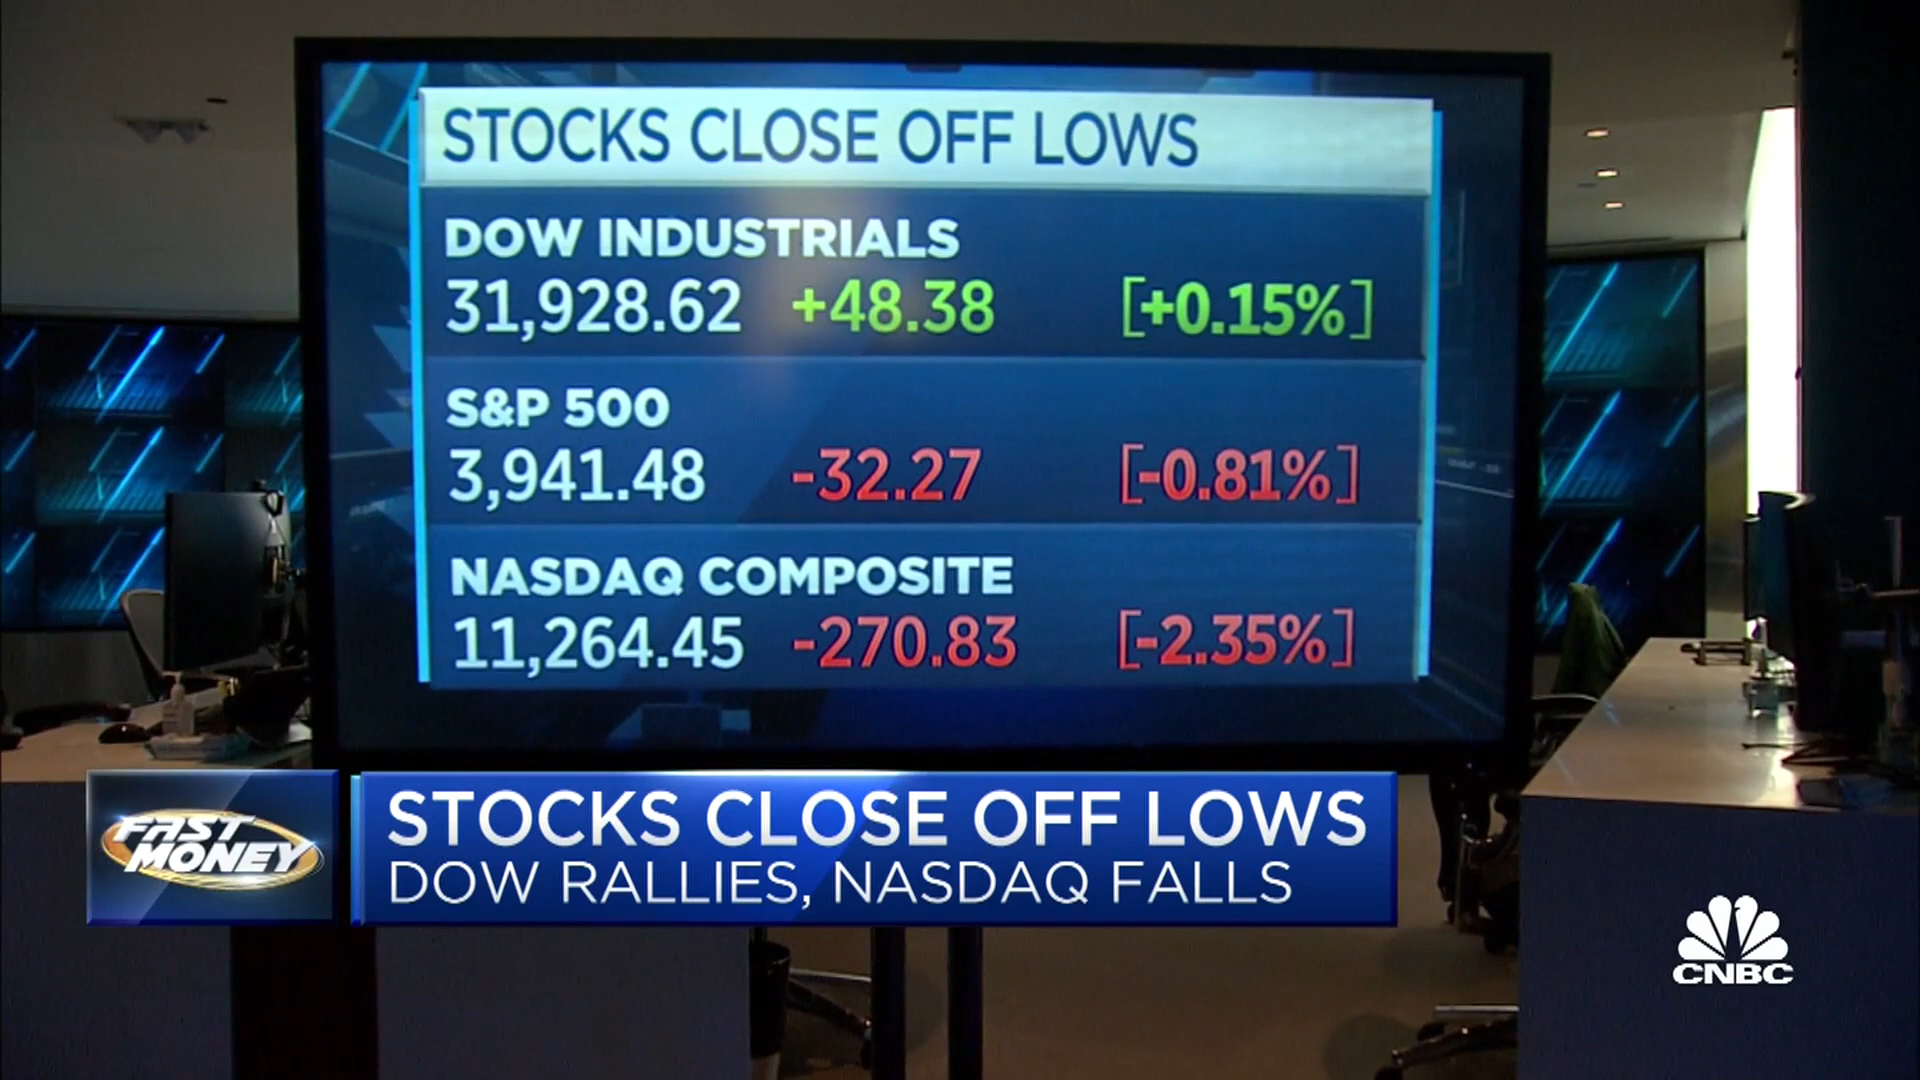 STOCKS CLOSE OFF LOWS
DOW INDUSTRIALS
31,928.62 +48.38 [+0.15%]
S&P 500
3,941.48 -32.27 [-0.81%]
NASDAQ COMPOSITE
11,264.45 -270.83 [-2.35%]
FAST MONEY
STOCKS CLOSE OFF LOWS
DOW RALLIES, NASDAQ FALLS
CNBC